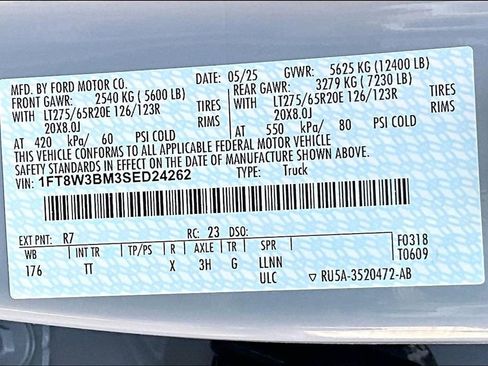 MFD. BY FORD MOTOR CO. DATE: 05/25 GVWR: 5625 KG (12400 LB)
FRONT GAWR: 2540 KG ( 5600 LB) REAR GAWR: 3279 KG ( 7230 LB)
WITH LT275/65R20E 126/123R TIRES WITH LT275/65R20E 126/123R TIRES
20X8.0J RIMS 20X8.0J RIMS
AT 420 kPa/ 60 PSI COLD AT 550 kPa/ 80 PSI COLD
THIS VEHICLE CONFORMS TO ALL APPLICABLE FEDERAL MOTOR VEHICLE
SAFETY STANDARDS IN EFFECT ON THE DATE OF MANUFACTURE SHOWN ABOVE.
VIN: 1FT8W3BM3SED24262 TYPE: Truck
EXT PNT: R7 RC: 23 DSO: F0318
WB INT TR TP/PS R AXLE TR SPR T0609
176 TT X 3H G LLNN
ULC ▽ RU5A-3520472-AB